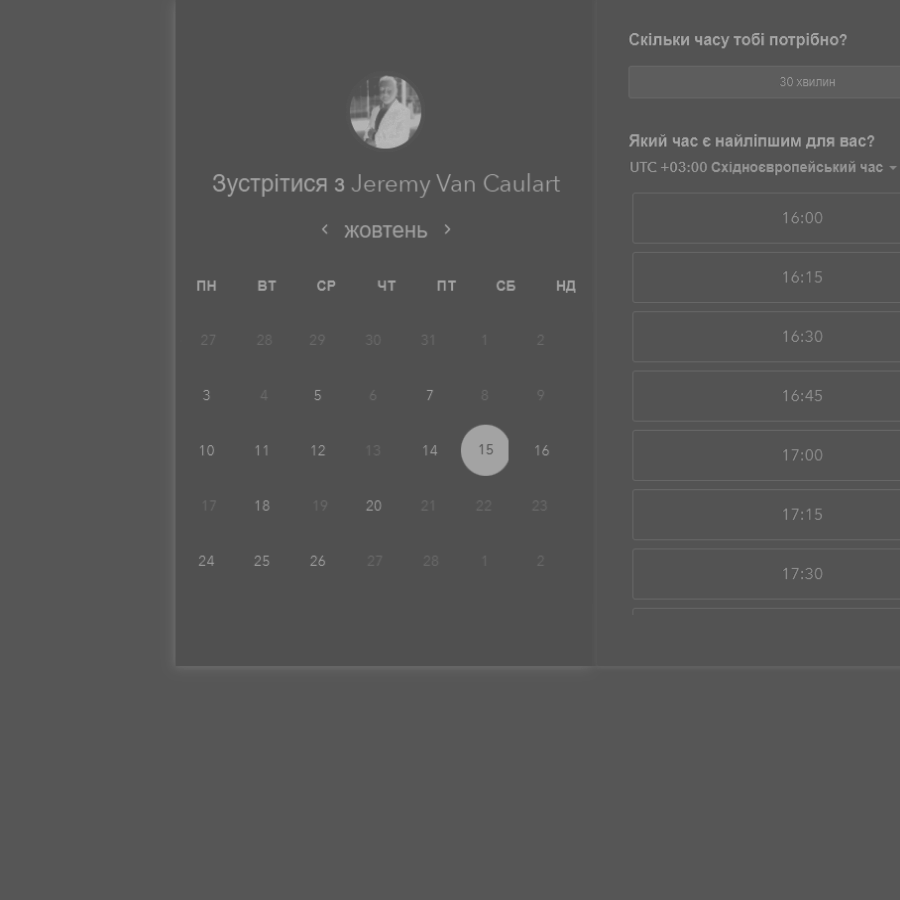 Зустрітися з Jeremy Van Caulart
‹ жовтень ›
ПН ВТ СР ЧТ ПТ СБ НД
27 28 29 30 31 1 2
3 4 5 6 7 8 9
10 11 12 13 14 15 16
17 18 19 20 21 22 23
24 25 26 27 28 1 2
Скільки часу тобі потрібно?
30 хвилин
Який час є найліпшим для вас?
UTC +03:00 Східноєвропейський час
16:00
16:15
16:30
16:45
17:00
17:15
17:30